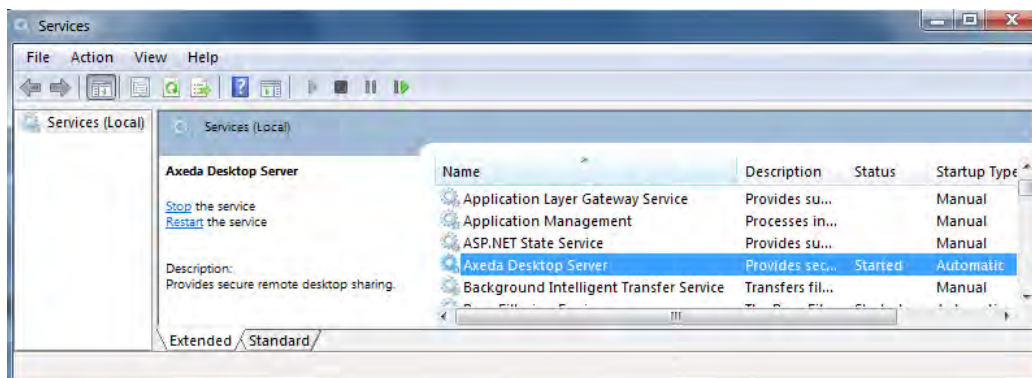 Services
File Action View Help
Services (Local)
Services (Local)
Axeda Desktop Server
Stop the service
Restart the service
Description:
Provides secure remote desktop sharing.
Name Description Status Startup Type
Application Layer Gateway Service Provides su... Manual
Application Management Processes in... Manual
ASP.NET State Service Provides su... Manual
Axeda Desktop Server Provides sec... Started Automatic
Background Intelligent Transfer Service Transfers fil... Manual
Extended Standard